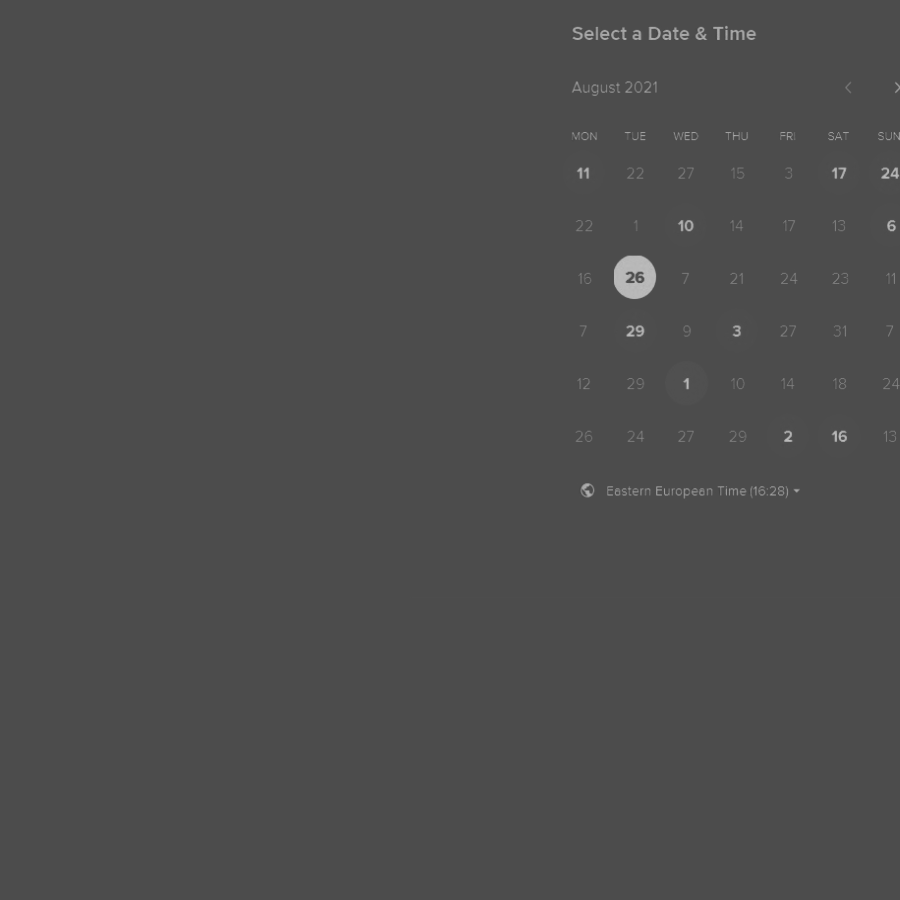 Select a Date & Time
August 2021
MON TUE WED THU FRI SAT SUN
11 22 27 15 3 17 24
22 1 10 14 17 13 6
16 26 7 21 24 23 11
7 29 9 3 27 31 7
12 29 1 10 14 18 24
26 24 27 29 2 16 13
Eastern European Time (16:28)